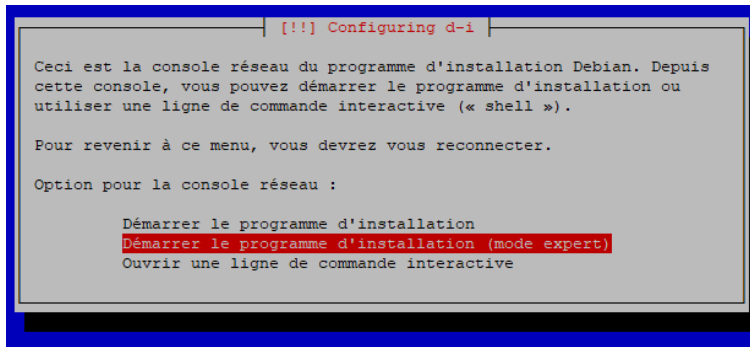 [!!] Configuring d-i
Ceci est la console réseau du programme d'installation Debian. Depuis
cette console, vous pouvez démarrer le programme d'installation ou
utiliser une ligne de commande interactive (« shell »).
Pour revenir à ce menu, vous devrez vous reconnecter.
Option pour la console réseau :
Démarrer le programme d'installation
Démarrer le programme d'installation (mode expert)
Ouvrir une ligne de commande interactive